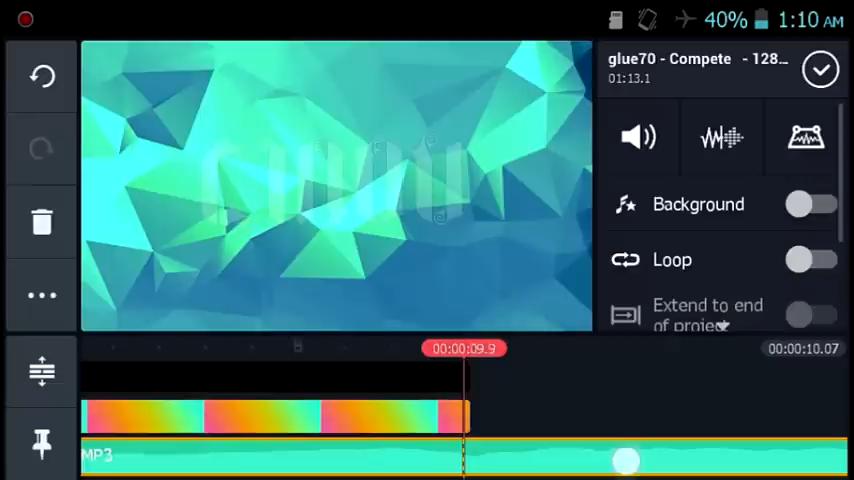 40% 1:10 AM
glue70 - Compete - 128...
01:13.1
Background
Loop
Extend to end
of project
00:00:09.9
00:00:10.07
MP3